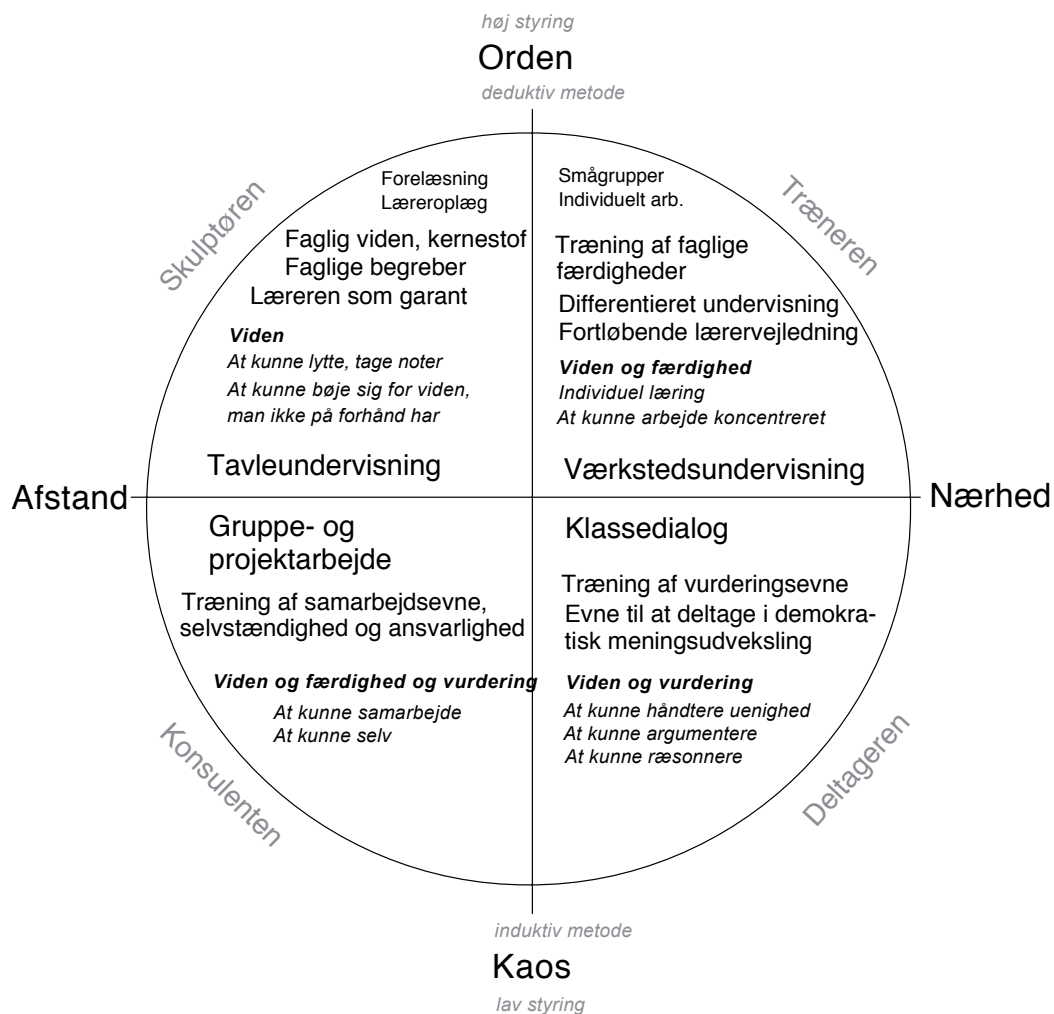 høj styring
Orden
deduktiv metode
Skulptøren
Forelæsning
Læreroplæg
Faglig viden, kernestof
Faglige begreber
Læreren som garant
Viden
At kunne lytte, tage noter
At kunne bøje sig for viden,
man ikke på forhånd har
Tavleundervisning
Træneren
Smågrupper
Individuelt arb.
Træning af faglige
færdigheder
Differentieret undervisning
Fortløbende lærervejledning
Viden og færdighed
Individuel læring
At kunne arbejde koncentreret
Værkstedsundervisning
Afstand
Nærhed
Gruppe- og
projektarbejde
Træning af samarbejdsevne,
selvstændighed og ansvarlighed
Viden og færdighed og vurdering
At kunne samarbejde
At kunne selv
Konsulenten
Klassedialog
Træning af vurderingsevne
Evne til at deltage i demokra-
tisk meningsudveksling
Viden og vurdering
At kunne håndtere uenighed
At kunne argumentere
At kunne ræsonnere
Deltageren
induktiv metode
Kaos
lav styring